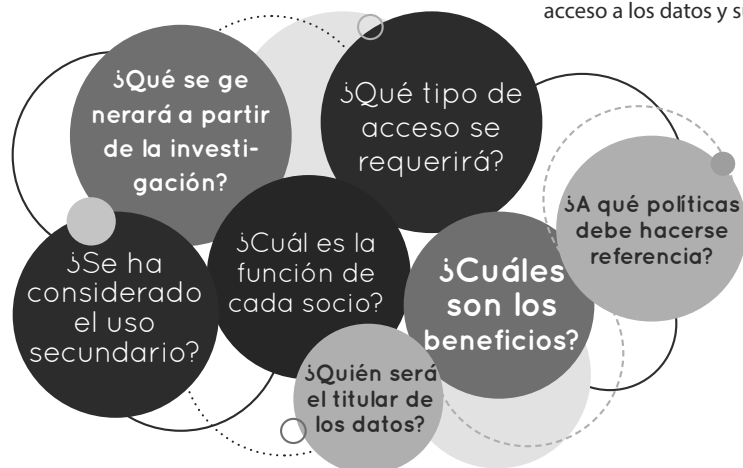 acceso a los datos y su
¿Qué se ge
nerará a partir
de la investi-
gación?
¿Qué tipo de
acceso se
requerirá?
¿A qué políticas
debe hacerse
referencia?
¿Se ha
considerado
el uso
secundario?
¿Cuál es la
función de
cada socio?
¿Cuáles
son los
beneficios?
¿Quién será
el titular de
los datos?